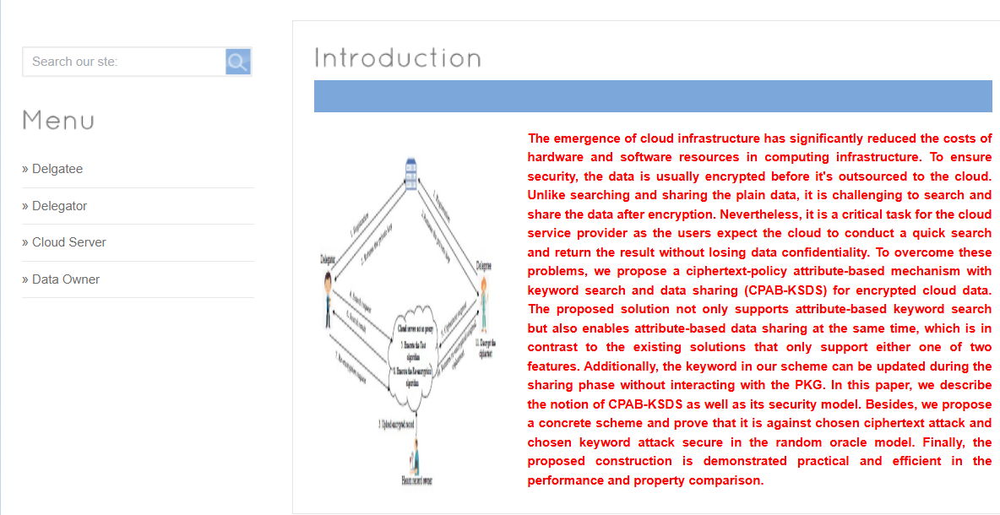 Search our ste:
Menu
» Delgatee
» Delegator
» Cloud Server
» Data Owner
Introduction
1. Registration
2. Return the private key
1. Registration
Delegator
Delegatee
4. Search request
Cloud server act as proxy
3. Execute the Test
algorithm
8. Execute the Re-encryption
algorithm
7. Re-encryption request
11. Decrypt the
ciphertext
3. Upload encrypted record
Heath record owner
The emergence of cloud infrastructure has significantly reduced the costs of
hardware and software resources in computing infrastructure. To ensure
security, the data is usually encrypted before it's outsourced to the cloud.
Unlike searching and sharing the plain data, it is challenging to search and
share the data after encryption. Nevertheless, it is a critical task for the cloud
service provider as the users expect the cloud to conduct a quick search
and return the result without losing data confidentiality. To overcome these
problems, we propose a ciphertext-policy attribute-based mechanism with
keyword search and data sharing (CPAB-KSDS) for encrypted cloud data.
The proposed solution not only supports attribute-based keyword search
but also enables attribute-based data sharing at the same time, which is in
contrast to the existing solutions that only support either one of two
features. Additionally, the keyword in our scheme can be updated during the
sharing phase without interacting with the PKG. In this paper, we describe
the notion of CPAB-KSDS as well as its security model. Besides, we propose
a concrete scheme and prove that it is against chosen ciphertext attack and
chosen keyword attack secure in the random oracle model. Finally, the
proposed construction is demonstrated practical and efficient in the
performance and property comparison.